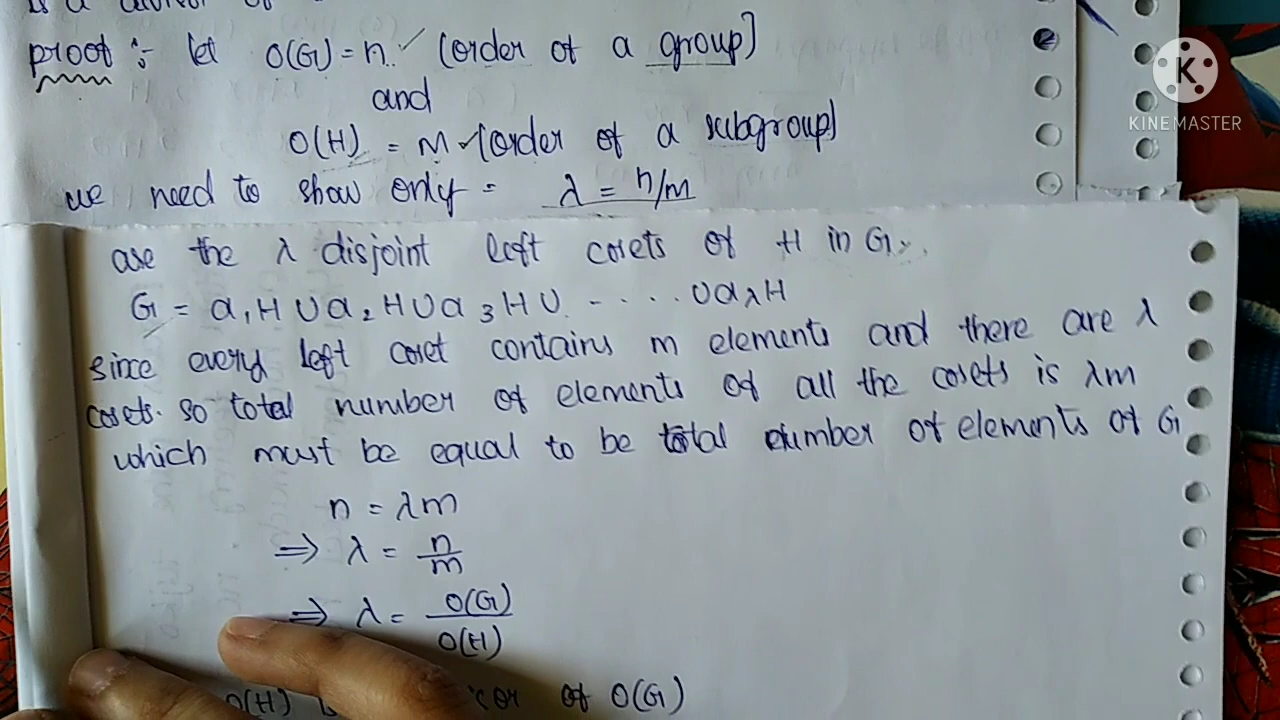 is a
proof :- let O(G) = n ✓ (order of a group)
and
O(H) = m ✓ (order of a subgroup)
we need to show only = λ = n/m
are the λ disjoint left cosets of H in G.
G = a₁H ∪ a₂H ∪ a₃H ∪ - .... ∪ aλH
since every left coset contains m elements and there are λ
cosets. so total number of elements of all the cosets is λm
which must be equal to be total number of elements of G
n = λm
⇒ λ = n/m
⇒ λ = O(G)/O(H)
O(H) of O(G)
K
KINEMASTER